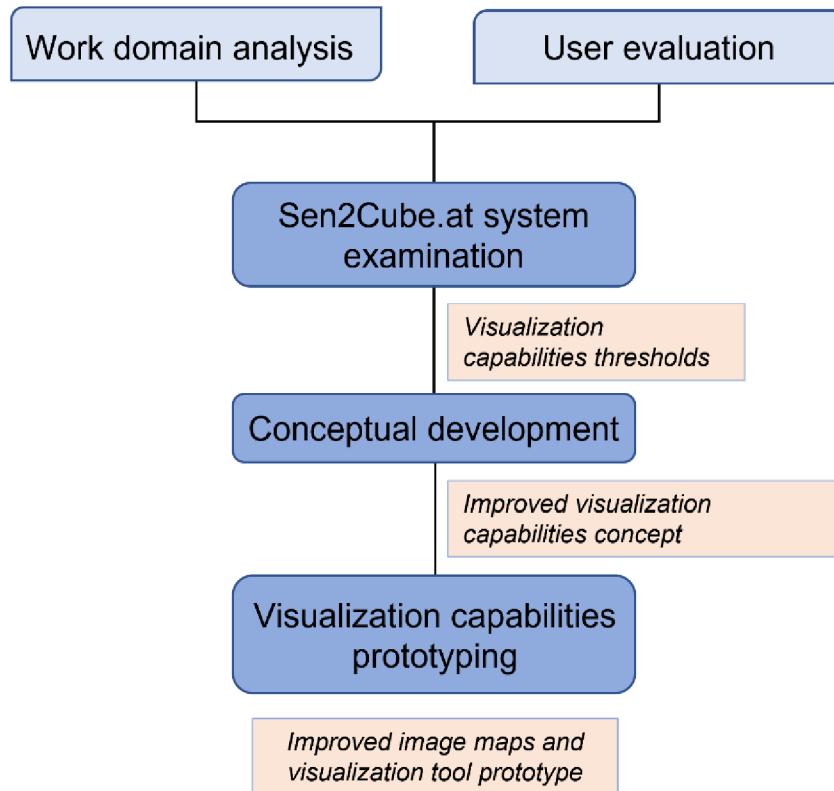 Work domain analysis
User evaluation
Sen2Cube.at system
examination
Visualization
capabilities thresholds
Conceptual development
Improved visualization
capabilities concept
Visualization capabilities
prototyping
Improved image maps and
visualization tool prototype